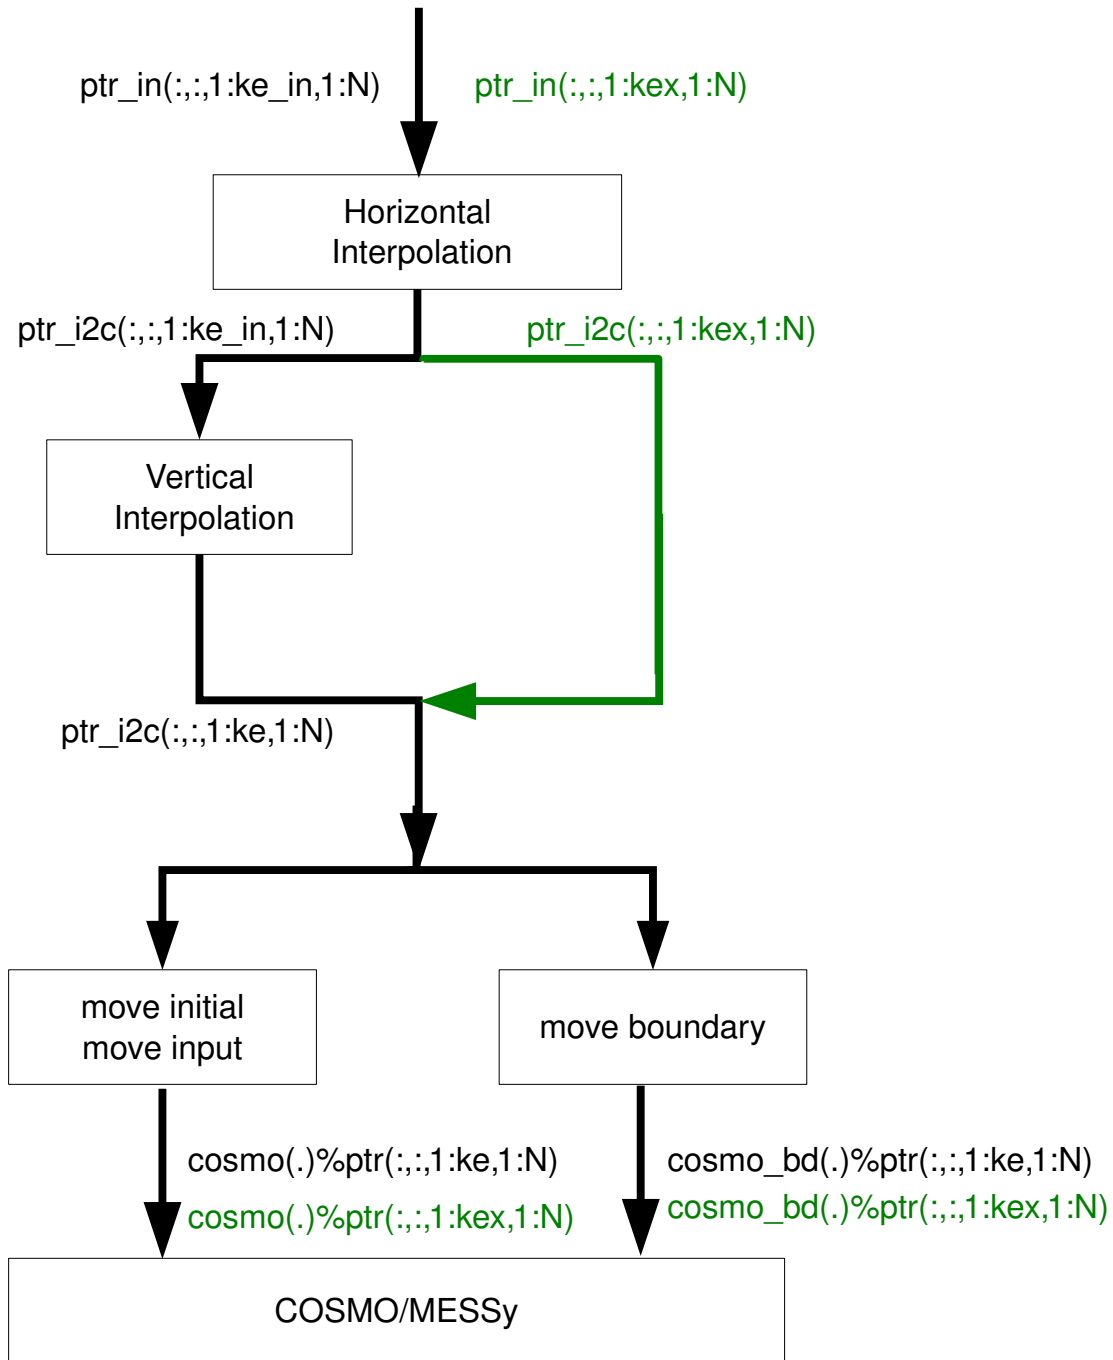 ptr_in(:,:,1:ke_in,1:N)
ptr_in(:,:,1:kex,1:N)
Horizontal
Interpolation
ptr_i2c(:,:,1:ke_in,1:N)
ptr_i2c(:,:,1:kex,1:N)
Vertical
Interpolation
ptr_i2c(:,:,1:ke,1:N)
move initial
move input
move boundary
cosmo(.)%ptr(:,:,1:ke,1:N)
cosmo(.)%ptr(:,:,1:kex,1:N)
cosmo_bd(.)%ptr(:,:,1:ke,1:N)
cosmo_bd(.)%ptr(:,:,1:kex,1:N)
COSMO/MESSy